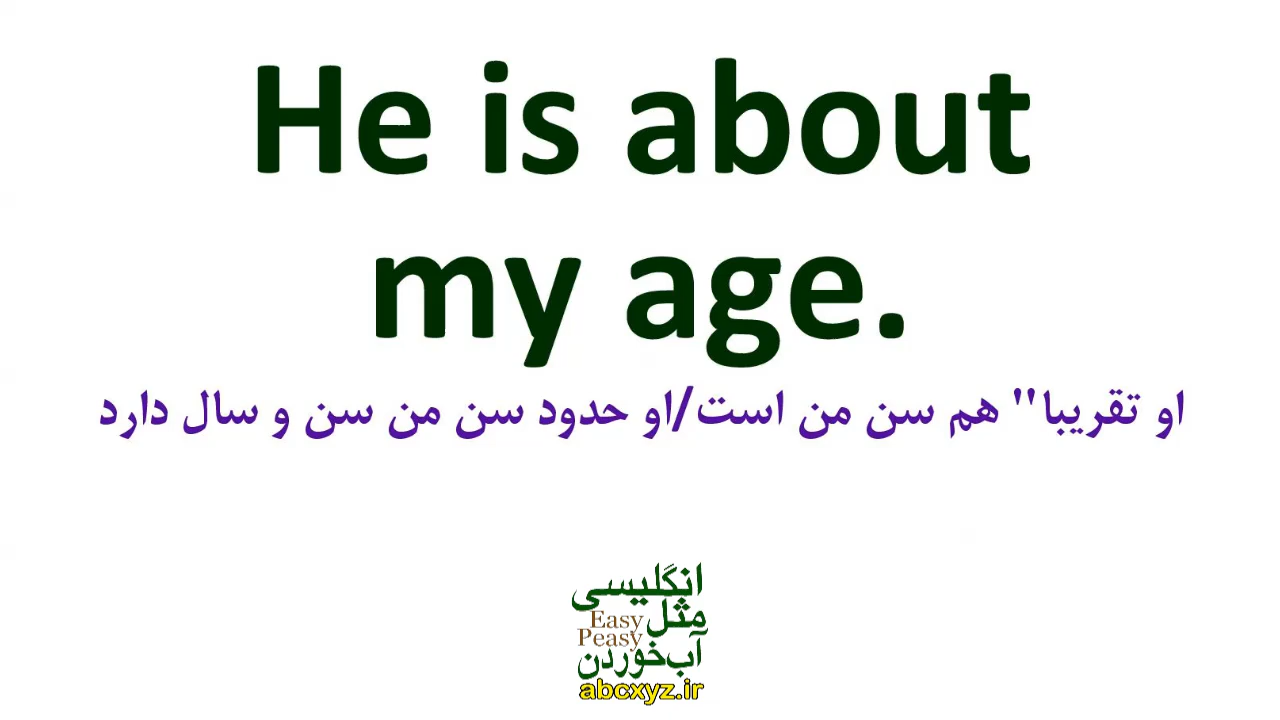 He is about
my age.
او تقریبا" هم سن من است/او حدود سن من سن و سال دارد
انگلیسی
مثل
Easy
Peasy
آب‌خوردن
abcxyz.ir